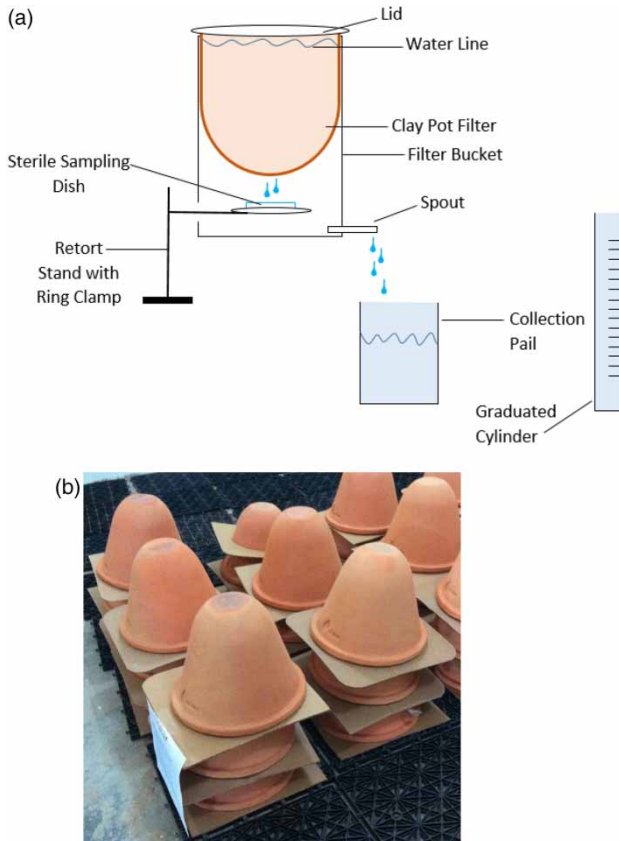 (a)
Lid
Water Line
Clay Pot Filter
Filter Bucket
Sterile Sampling
Dish
Spout
Retort
Stand with
Ring Clamp
Collection
Pail
Graduated
Cylinder
(b)